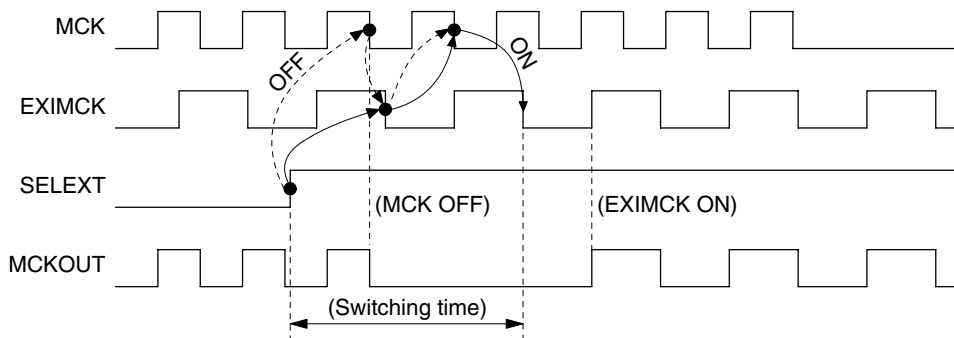 MCK
OFF
ON
EXIMCK
SELEXT
(MCK OFF)
(EXIMCK ON)
MCKOUT
(Switching time)